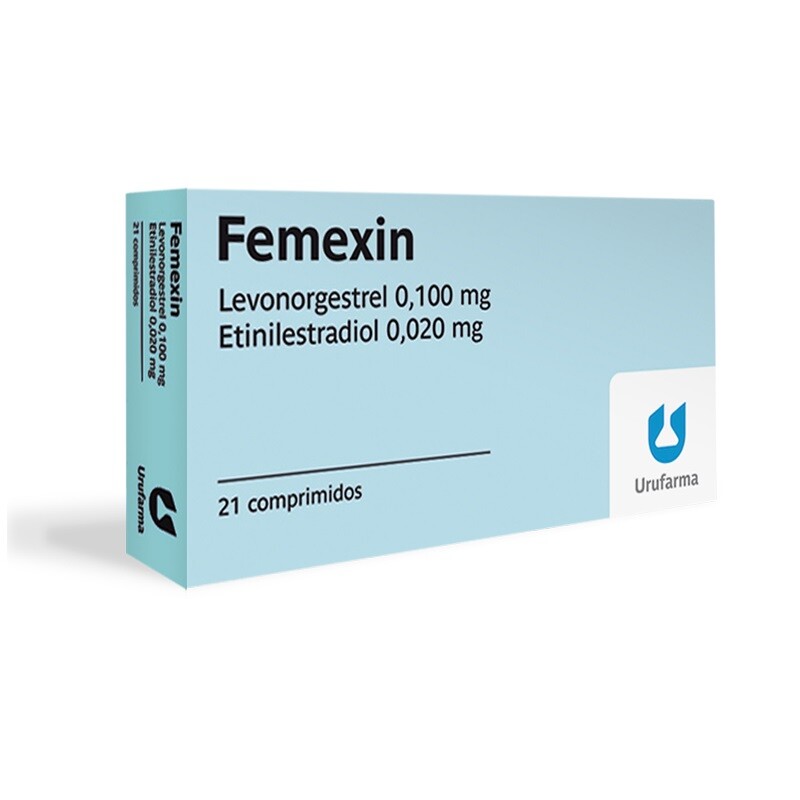 Femexin
Levonorgestrel 0,100 mg
Etinilestradiol 0,020 mg
21 comprimidos
Urufarma
Femexin
Levonorgestrel 0,100 mg
Etinilestradiol 0,020 mg
21 comprimidos
Urufarma